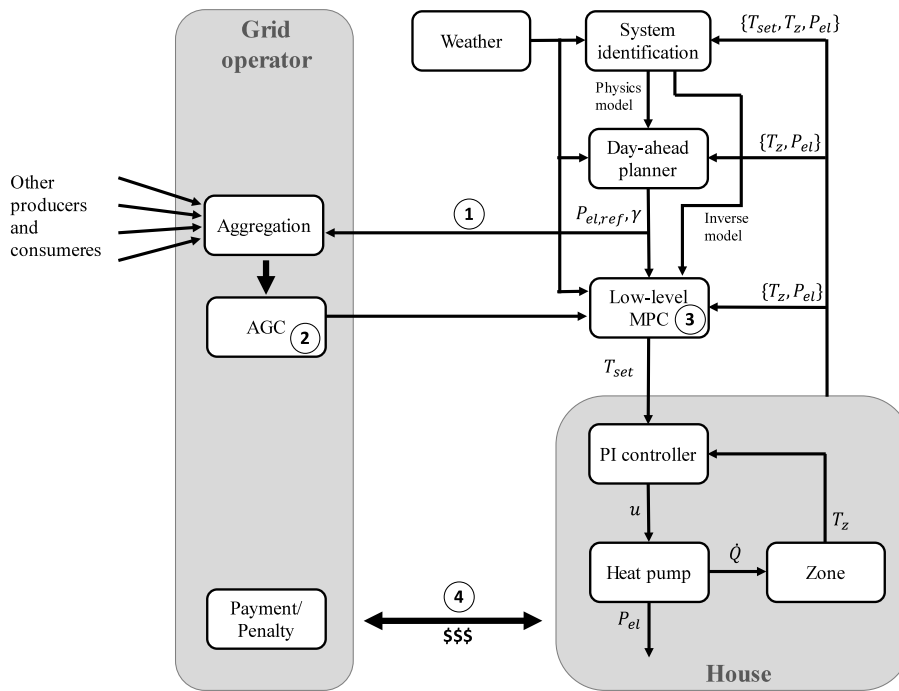 Grid
operator
Weather
System
identification
{T_set, T_z, P_el}
Physics
model
Day-ahead
planner
{T_z, P_el}
Other
producers
and
consumeres
Aggregation
1
P_el,ref, γ
Inverse
model
AGC
2
Low-level
MPC
3
{T_z, P_el}
T_set
PI controller
u
T_z
Heat pump
Q̇
Zone
Payment/
Penalty
4
$$$
P_el
House